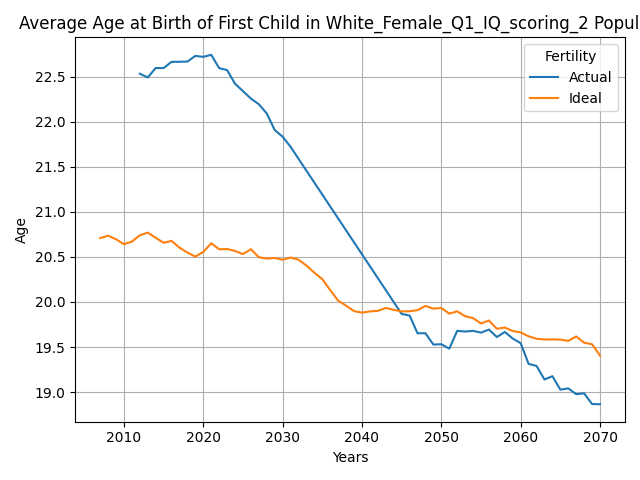 Average Age at Birth of First Child in White_Female_Q1_IQ_scoring_2 Popul
Fertility
Actual
Ideal
22.5
22.0
21.5
21.0
20.5
20.0
19.5
19.0
Age
2010 2020 2030 2040 2050 2060 2070
Years